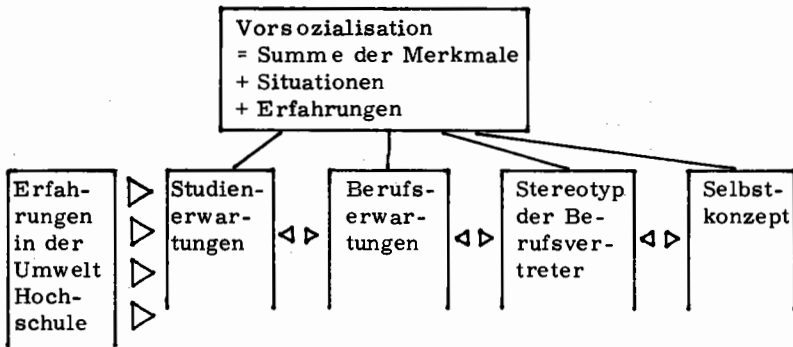 Vorsozialisation
= Summe der Merkmale
+ Situationen
+ Erfahrungen
Erfah-
rungen
in der
Umwelt
Hoch-
schule
Studien-
erwar-
tungen
Berufs-
erwar-
tungen
Stereotyp
der Be-
rufsver-
treter
Selbst-
konzept